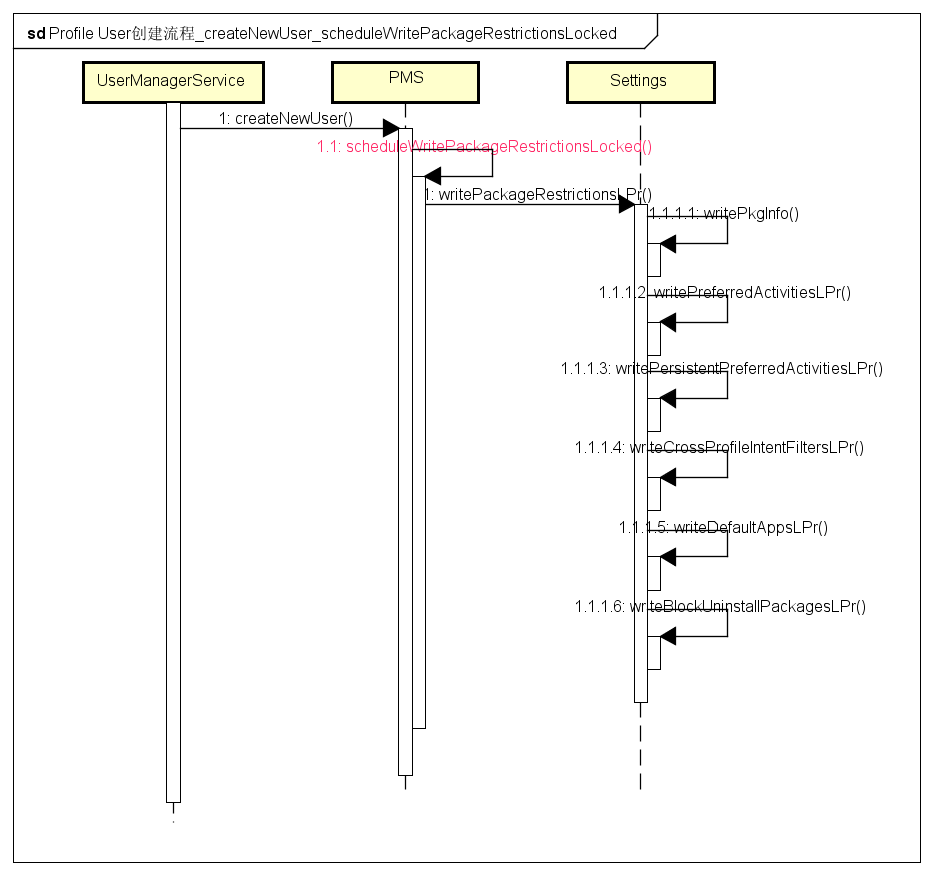 sd Profile User创建流程_createNewUser_scheduleWritePackageRestrictionsLocked
UserManagerService
PMS
Settings
1: createNewUser()
1.1: scheduleWritePackageRestrictionsLocked()
1: writePackageRestrictionsLPr()
1.1.1.1: writePkgInfo()
1.1.1.2: writePreferredActivitiesLPr()
1.1.1.3: writePersistentPreferredActivitiesLPr()
1.1.1.4: writeCrossProfileIntentFiltersLPr()
1.1.1.5: writeDefaultAppsLPr()
1.1.1.6: writeBlockUninstallPackagesLPr()